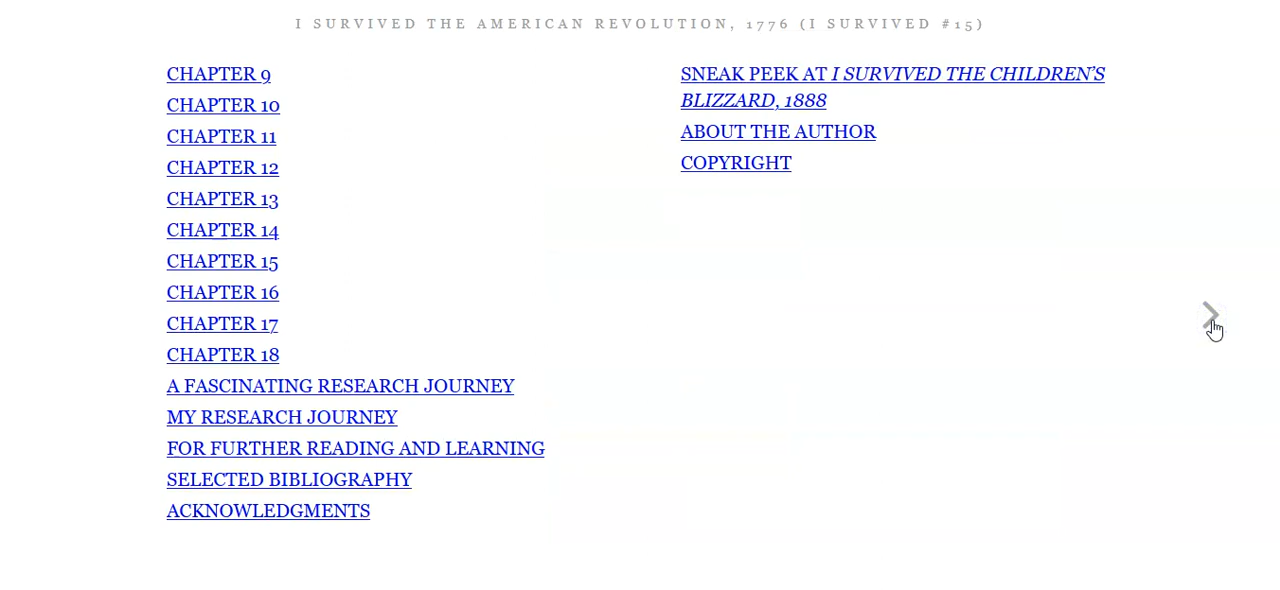 I SURVIVED THE AMERICAN REVOLUTION, 1776 (I SURVIVED #15)
CHAPTER 9
CHAPTER 10
CHAPTER 11
CHAPTER 12
CHAPTER 13
CHAPTER 14
CHAPTER 15
CHAPTER 16
CHAPTER 17
CHAPTER 18
A FASCINATING RESEARCH JOURNEY
MY RESEARCH JOURNEY
FOR FURTHER READING AND LEARNING
SELECTED BIBLIOGRAPHY
ACKNOWLEDGMENTS
SNEAK PEEK AT I SURVIVED THE CHILDREN'S
BLIZZARD, 1888
ABOUT THE AUTHOR
COPYRIGHT